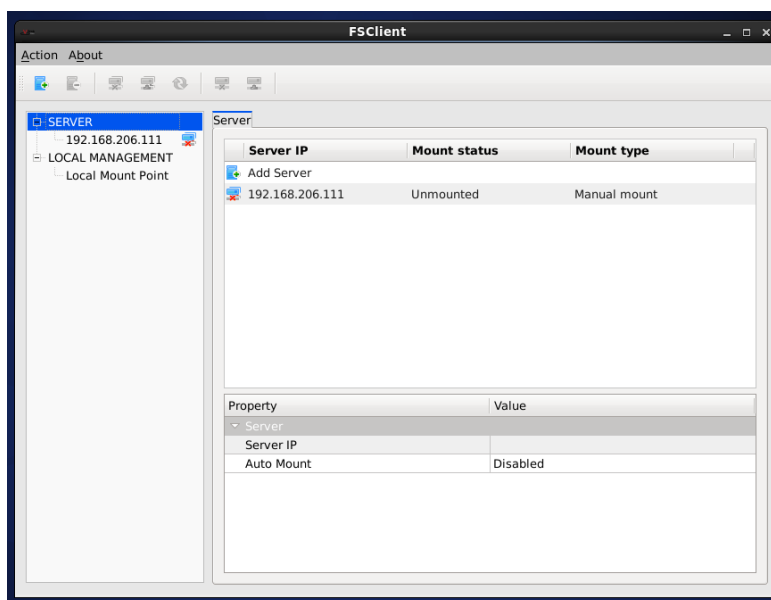 FSClient
Action About
SERVER
192.168.206.111
LOCAL MANAGEMENT
Local Mount Point
Server
Server IP Mount status Mount type
Add Server
192.168.206.111 Unmounted Manual mount
Property Value
Server
Server IP
Auto Mount Disabled